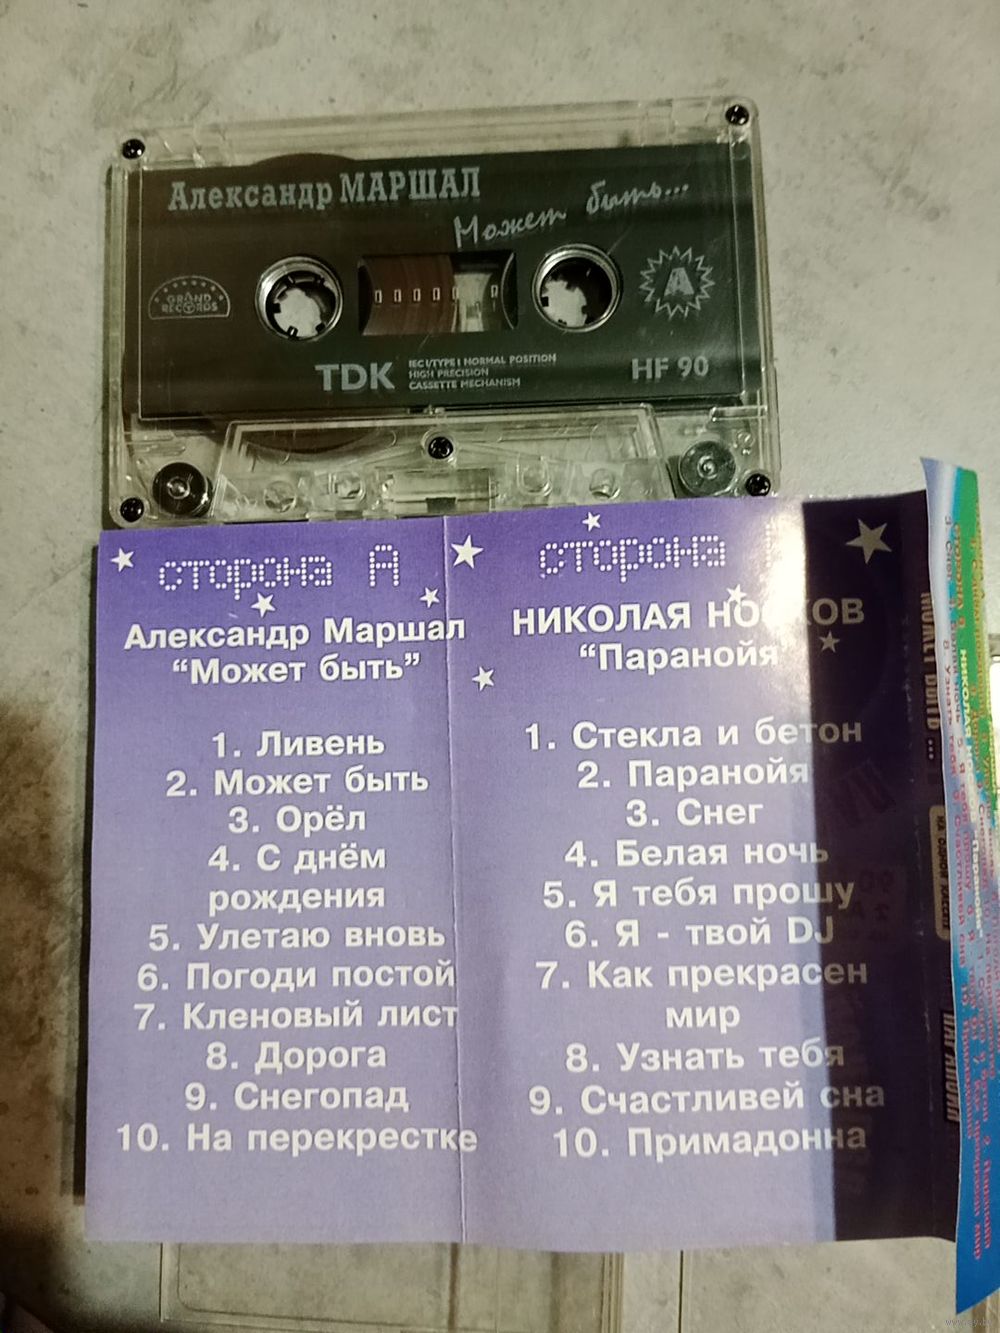 Александр МАРШАЛ
Может быть...
GRAND
RECORDS
A
TDK
IEC I/TYPE I NORMAL POSITION
HIGH PRECISION
CASSETTE MECHANISM
HF 90
сторона А
Александр Маршал
“Может быть”
1. Ливень
2. Может быть
3. Орёл
4. С днём
рождения
5. Улетаю вновь
6. Погоди постой
7. Кленовый лист
8. Дорога
9. Снегопад
10. На перекрестке
сторона
НИКОЛАЯ НОСКОВ
“Паранойя
1. Стекла и бетон
2. Паранойя
3. Снег
4. Белая ночь
5. Я тебя прошу
6. Я - твой DJ
7. Как прекрасен
мир
8. Узнать тебя
9. Счастливей сна
10. Примадонна
МОЖЕТ БЫТЬ ...